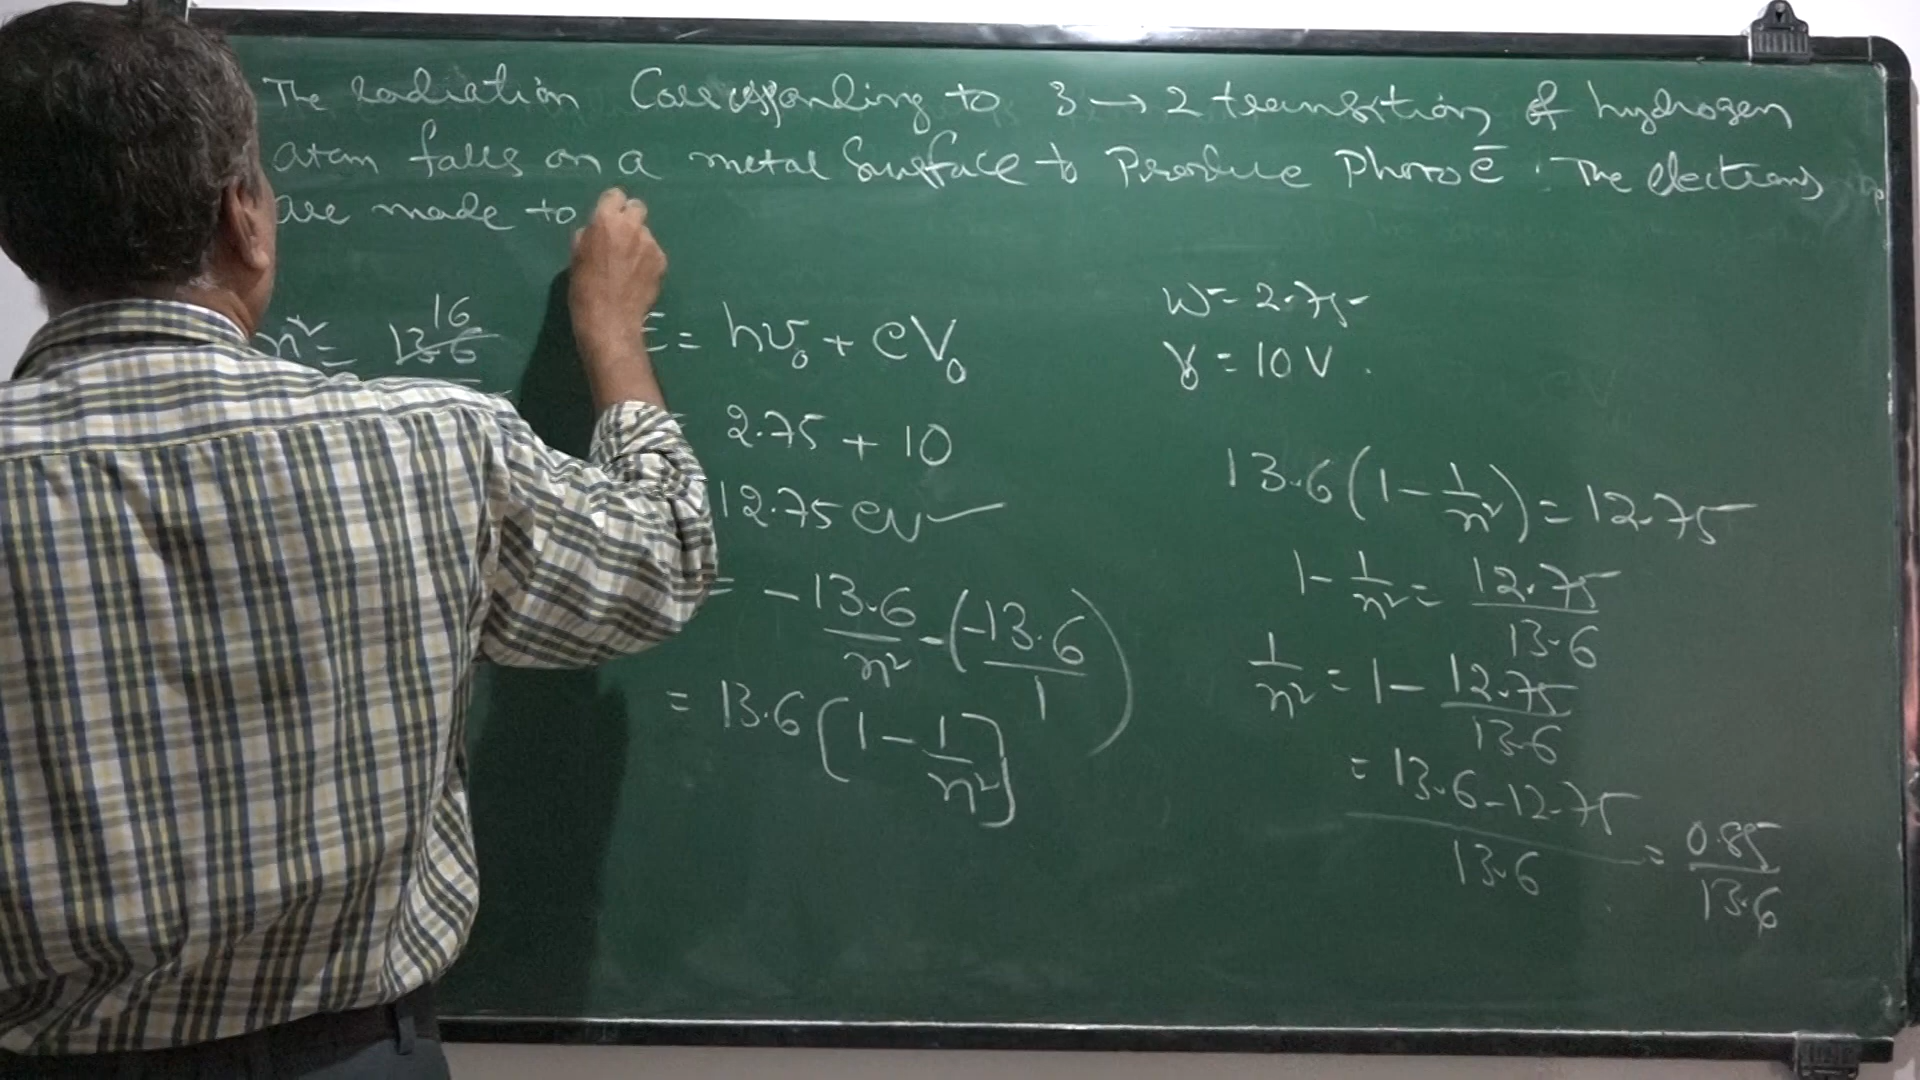 The radiation Corresponding to 3 → 2 transition of hydrogen
atom falls on a metal Surface to Produce Photo e̅. The electrons
are made to
n² = 16
13.6
E = hν₀ + eV₀
= 2.75 + 10
12.75 eV
= -13.6/n² - (-13.6/1)
= 13.6 [1 - 1/n²]
W = 2.75
V = 10 V.
13.6 (1 - 1/n²) = 12.75
1 - 1/n² = 12.75/13.6
1/n² = 1 - 12.75/13.6
= 13.6 - 12.75/13.6 = 0.85/13.6